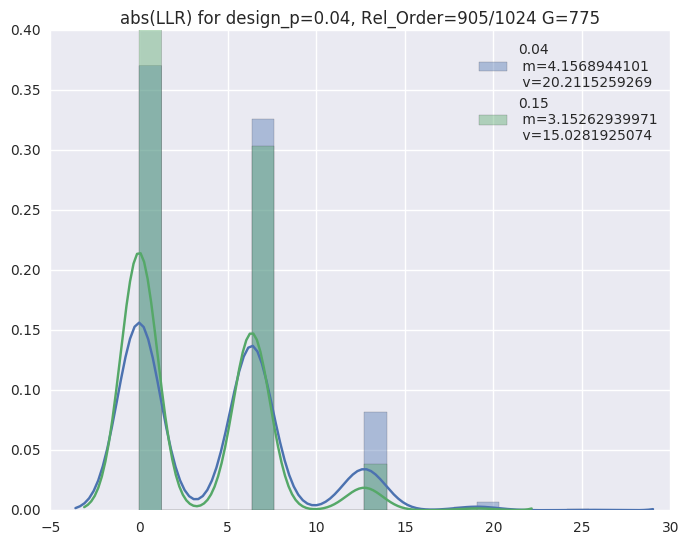 abs(LLR) for design_p=0.04, Rel_Order=905/1024 G=775
0.40
0.35
0.30
0.25
0.20
0.15
0.10
0.05
0.00
0.04
m=4.1568944101
v=20.2115259269
0.15
m=3.15262939971
v=15.0281925074
−5 0 5 10 15 20 25 30